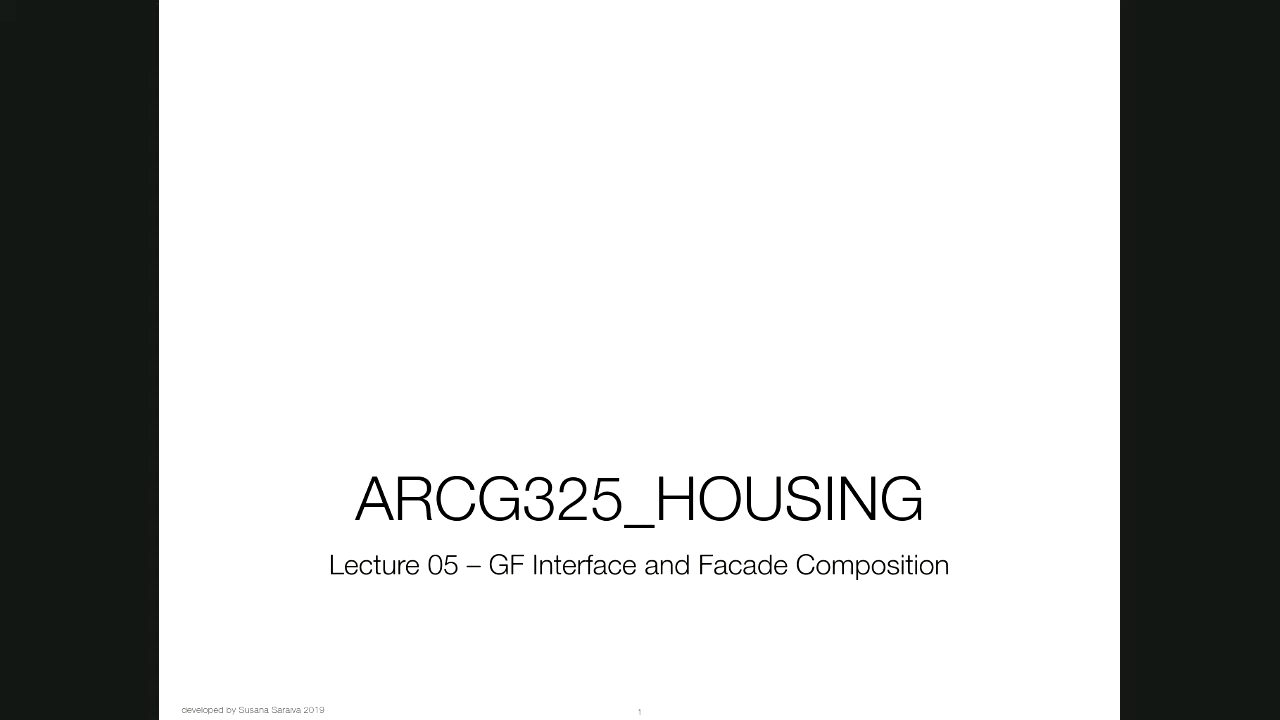 ARCG325_HOUSING
Lecture 05 – GF Interface and Facade Composition
developed by Susana Saraiva 2019
1